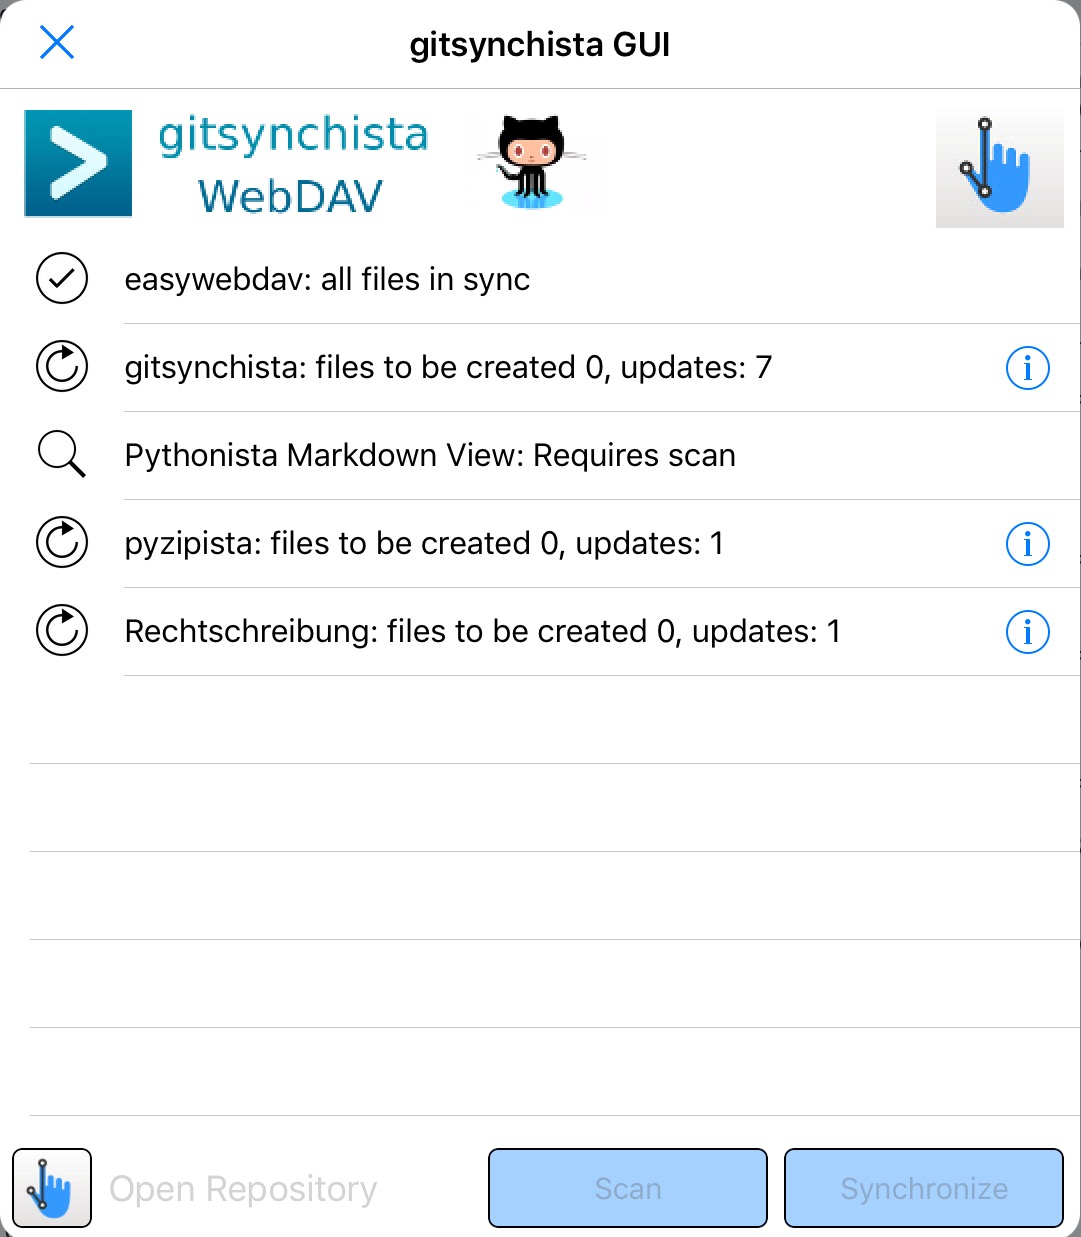 gitsynchista GUI
gitsynchista
WebDAV
easywebdav: all files in sync
gitsynchista: files to be created 0, updates: 7
Pythonista Markdown View: Requires scan
pyzipista: files to be created 0, updates: 1
Rechtschreibung: files to be created 0, updates: 1
Open Repository
Scan
Synchronize